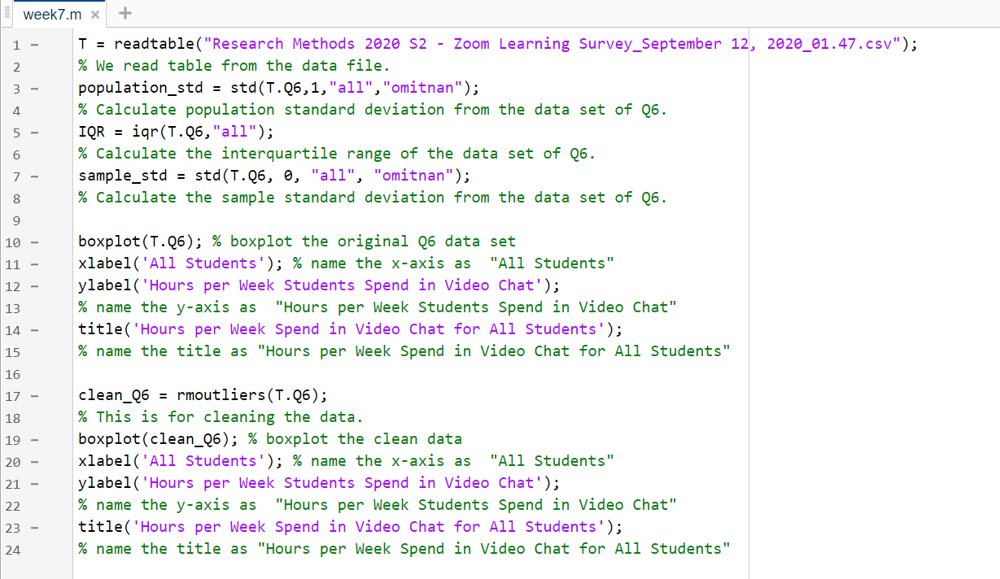 week7.m × +
1 – T = readtable("Research Methods 2020 S2 - Zoom Learning Survey_September 12, 2020_01.47.csv");
2 % We read table from the data file.
3 – population_std = std(T.Q6,1,"all","omitnan");
4 % Calculate population standard deviation from the data set of Q6.
5 – IQR = iqr(T.Q6,"all");
6 % Calculate the interquartile range of the data set of Q6.
7 – sample_std = std(T.Q6, 0, "all", "omitnan");
8 % Calculate the sample standard deviation from the data set of Q6.
9
10 – boxplot(T.Q6); % boxplot the original Q6 data set
11 – xlabel('All Students'); % name the x-axis as  "All Students"
12 – ylabel('Hours per Week Students Spend in Video Chat');
13 % name the y-axis as  "Hours per Week Students Spend in Video Chat"
14 – title('Hours per Week Spend in Video Chat for All Students');
15 % name the title as "Hours per Week Spend in Video Chat for All Students"
16
17 – clean_Q6 = rmoutliers(T.Q6);
18 % This is for cleaning the data.
19 – boxplot(clean_Q6); % boxplot the clean data
20 – xlabel('All Students'); % name the x-axis as  "All Students"
21 – ylabel('Hours per Week Students Spend in Video Chat');
22 % name the y-axis as  "Hours per Week Students Spend in Video Chat"
23 – title('Hours per Week Spend in Video Chat for All Students');
24 % name the title as "Hours per Week Spend in Video Chat for All Students"